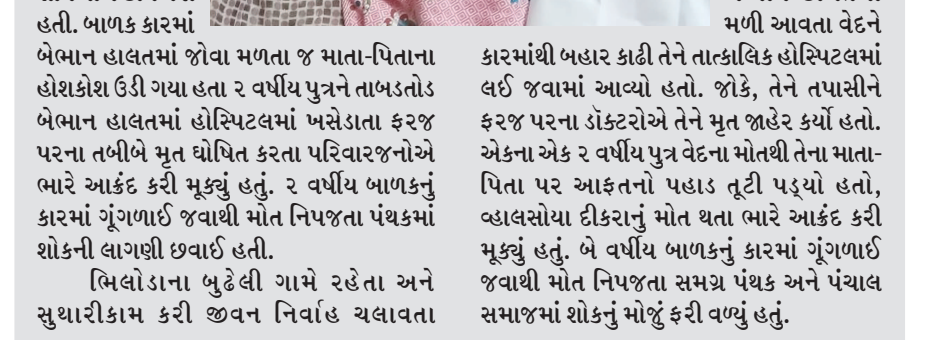 હતી. બાળક કારમાં
બેભાન હાલતમાં જોવા મળતા જ માતા-પિતાના
હોશકોશ ઉડી ગયા હતા ૨ વર્ષીય પુત્રને તાબડતોડ
બેભાન હાલતમાં હોસ્પિટલમાં ખસેડાતા ફરજ
પરના તબીબે મૃત ઘોષિત કરતા પરિવારજનોએ
ભારે આક્રંદ કરી મૂક્યું હતું. ૨ વર્ષીય બાળકનું
કારમાં ગૂંગળાઈ જવાથી મોત નિપજતા પંથકમાં
શોકની લાગણી છવાઈ હતી.
ભિલોડાના બુઢેલી ગામે રહેતા અને
સુથારીકામ કરી જીવન નિર્વાહ ચલાવતા
મળી આવતા વેદને
કારમાંથી બહાર કાઢી તેને તાત્કાલિક હોસ્પિટલમાં
લઈ જવામાં આવ્યો હતો. જોકે, તેને તપાસીને
ફરજ પરના ડૉક્ટરોએ તેને મૃત જાહેર કર્યો હતો.
એકના એક ૨ વર્ષીય પુત્ર વેદના મોતથી તેના માતા-
પિતા પર આફતનો પહાડ તૂટી પડ્યો હતો,
વ્હાલસોયા દીકરાનું મોત થતા ભારે આક્રંદ કરી
મૂક્યું હતું. બે વર્ષીય બાળકનું કારમાં ગૂંગળાઈ
જવાથી મોત નિપજતા સમગ્ર પંથક અને પંચાલ
સમાજમાં શોકનું મોજું ફરી વળ્યું હતું.